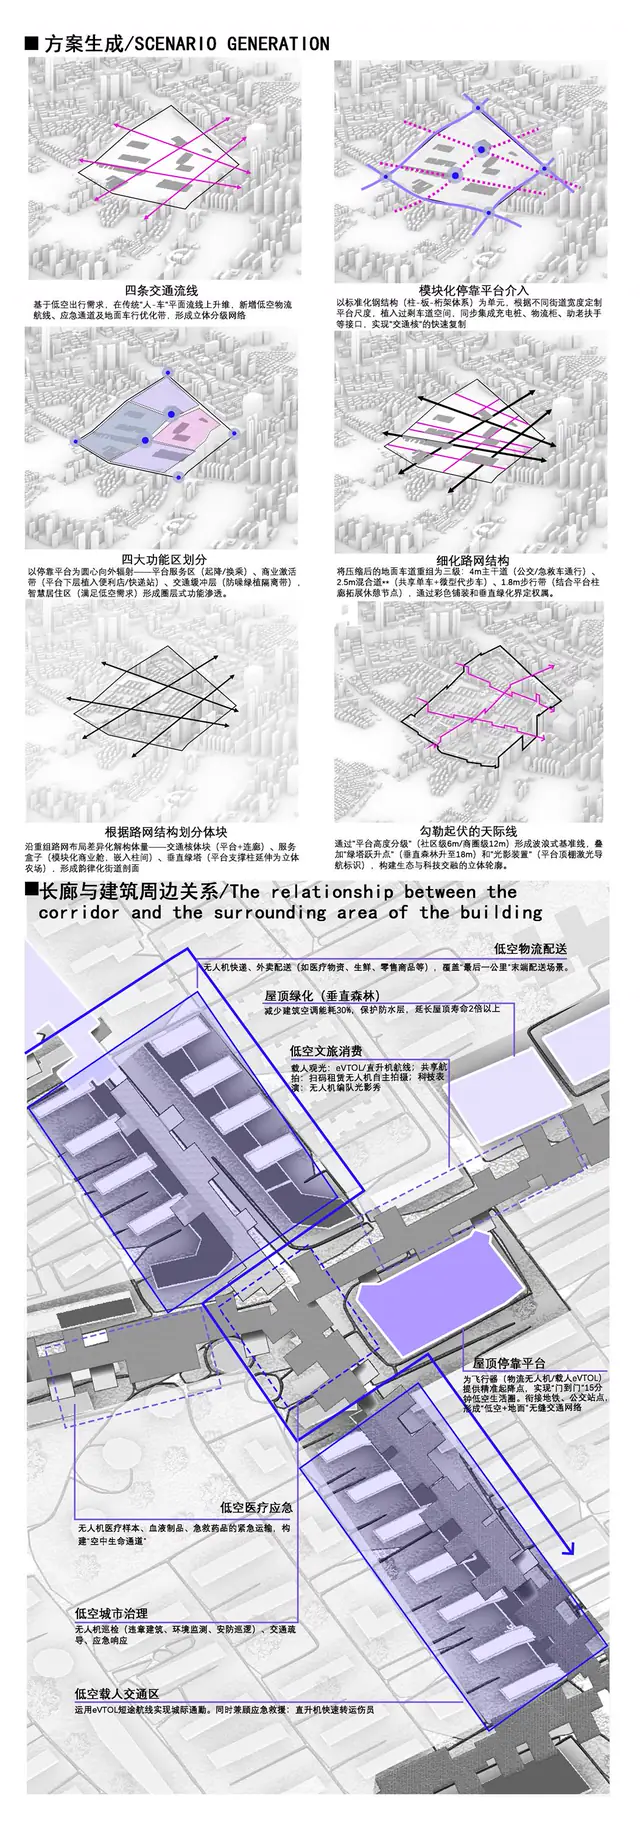 ■ 方案生成/SCENARIO GENERATION
四条交通流线
基于低空出行需求，在传统"人-车"平面流线上升维，新增低空物流
航线、应急通道及地面车行优化带，形成立体分级网络
模块化停靠平台介入
以标准化钢结构（柱-板-桁架体系）为单元，根据不同街道宽度定制
平台尺度，植入过剩车道空间，同步集成充电桩、物流柜、助老扶手
等接口，实现"交通核"的快速复制
四大功能区划分
以停靠平台为圆心向外辐射——平台服务区（起降/换乘）、商业激活
带（平台下层植入便利店/快递站）、交通缓冲层（防噪绿植隔离带）、
智慧居住区（满足低空需求）形成圈层式功能渗透。
细化路网结构
将压缩后的地面车道重组为三级：4m主干道（公交/急救车通行）、
2.5m混合道**（共享单车+微型代步车）、1.8m步行带（结合平台柱
廊拓展休憩节点），通过彩色铺装和垂直绿化界定权属。
根据路网结构划分体块
沿重组路网布局差异化解构体量——交通核体块（平台+连廊）、服务
盒子（模块化商业舱，嵌入柱间）、垂直绿塔（平台支撑柱延伸为立体
农场），形成韵律化街道剖面
勾勒起伏的天际线
通过"平台高度分级"（社区级6m/商圈级12m）形成波浪式基准线，叠
加"绿塔跃升点"（垂直森林升至18m）和"光影装置"（平台顶棚激光导
航标识），构建生态与科技交融的立体轮廓。
■长廊与建筑周边关系/The relationship between the
corridor and the surrounding area of the building
低空物流配送
无人机快递、外卖配送（如医疗物资、生鲜、零售商品等），覆盖"最后一公里"末端配送场景。
屋顶绿化（垂直森林）
减少建筑空调能耗30%，保护防水层，延长屋顶寿命2倍以上
低空文旅消费
载人观光：eVTOL/直升机航线；共享航
拍：扫码租赁无人机自主拍摄；科技表
演：无人机编队光影秀
屋顶停靠平台
为飞行器（物流无人机/载人eVTOL）
提供精准起降点，实现"门到门"15分
钟低空生活圈。衔接地铁、公交站点，
形成"低空+地面"无缝交通网络
低空医疗应急
无人机医疗样本、血液制品、急救药品的紧急运输，构
建"空中生命通道"
低空城市治理
无人机巡检（违章建筑、环境监测、安防巡逻）、交通疏
导、应急响应
低空载人交通区
运用eVTOL短途航线实现城际通勤。同时兼顾应急救援：直升机快速转运伤员